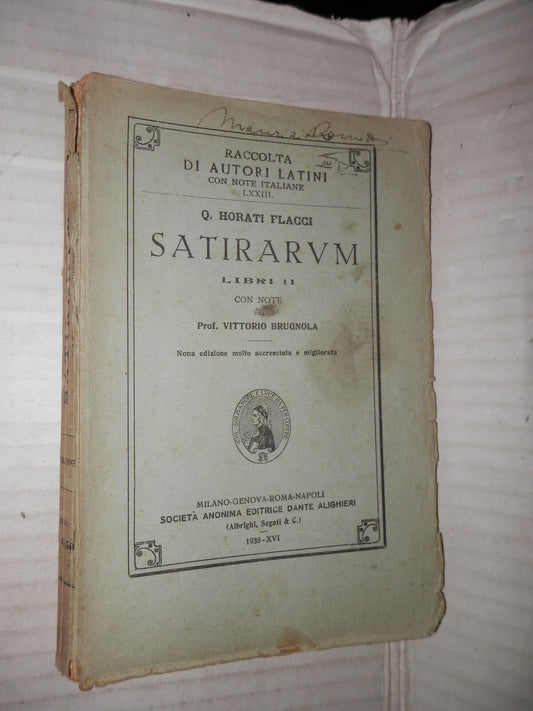 RACCOLTA
DI AUTORI LATINI
CON NOTE ITALIANE
LXXIII.
Q. HORATI FLACCI
SATIRARVM
LIBRI II
CON NOTE
DEL
Prof. VITTORIO BRUGNOLA
Nona edizione molto accresciuta e migliorata
MILANO-GENOVA-ROMA-NAPOLI
SOCIETÀ ANONIMA EDITRICE DANTE ALIGHIERI
(Albrighi, Segati & C.)
1938-XVI